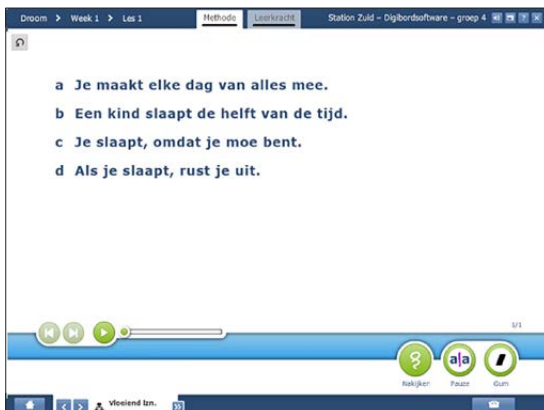 Droom > Week 1 > Les 1 Methode Leerkracht Station Zuid – Digibordsoftware – groep 4
a Je maakt elke dag van alles mee.
b Een kind slaapt de helft van de tijd.
c Je slaapt, omdat je moe bent.
d Als je slaapt, rust je uit.
1/1
a|a
Nakijken Pauze Gum
Vloeiend lzn.